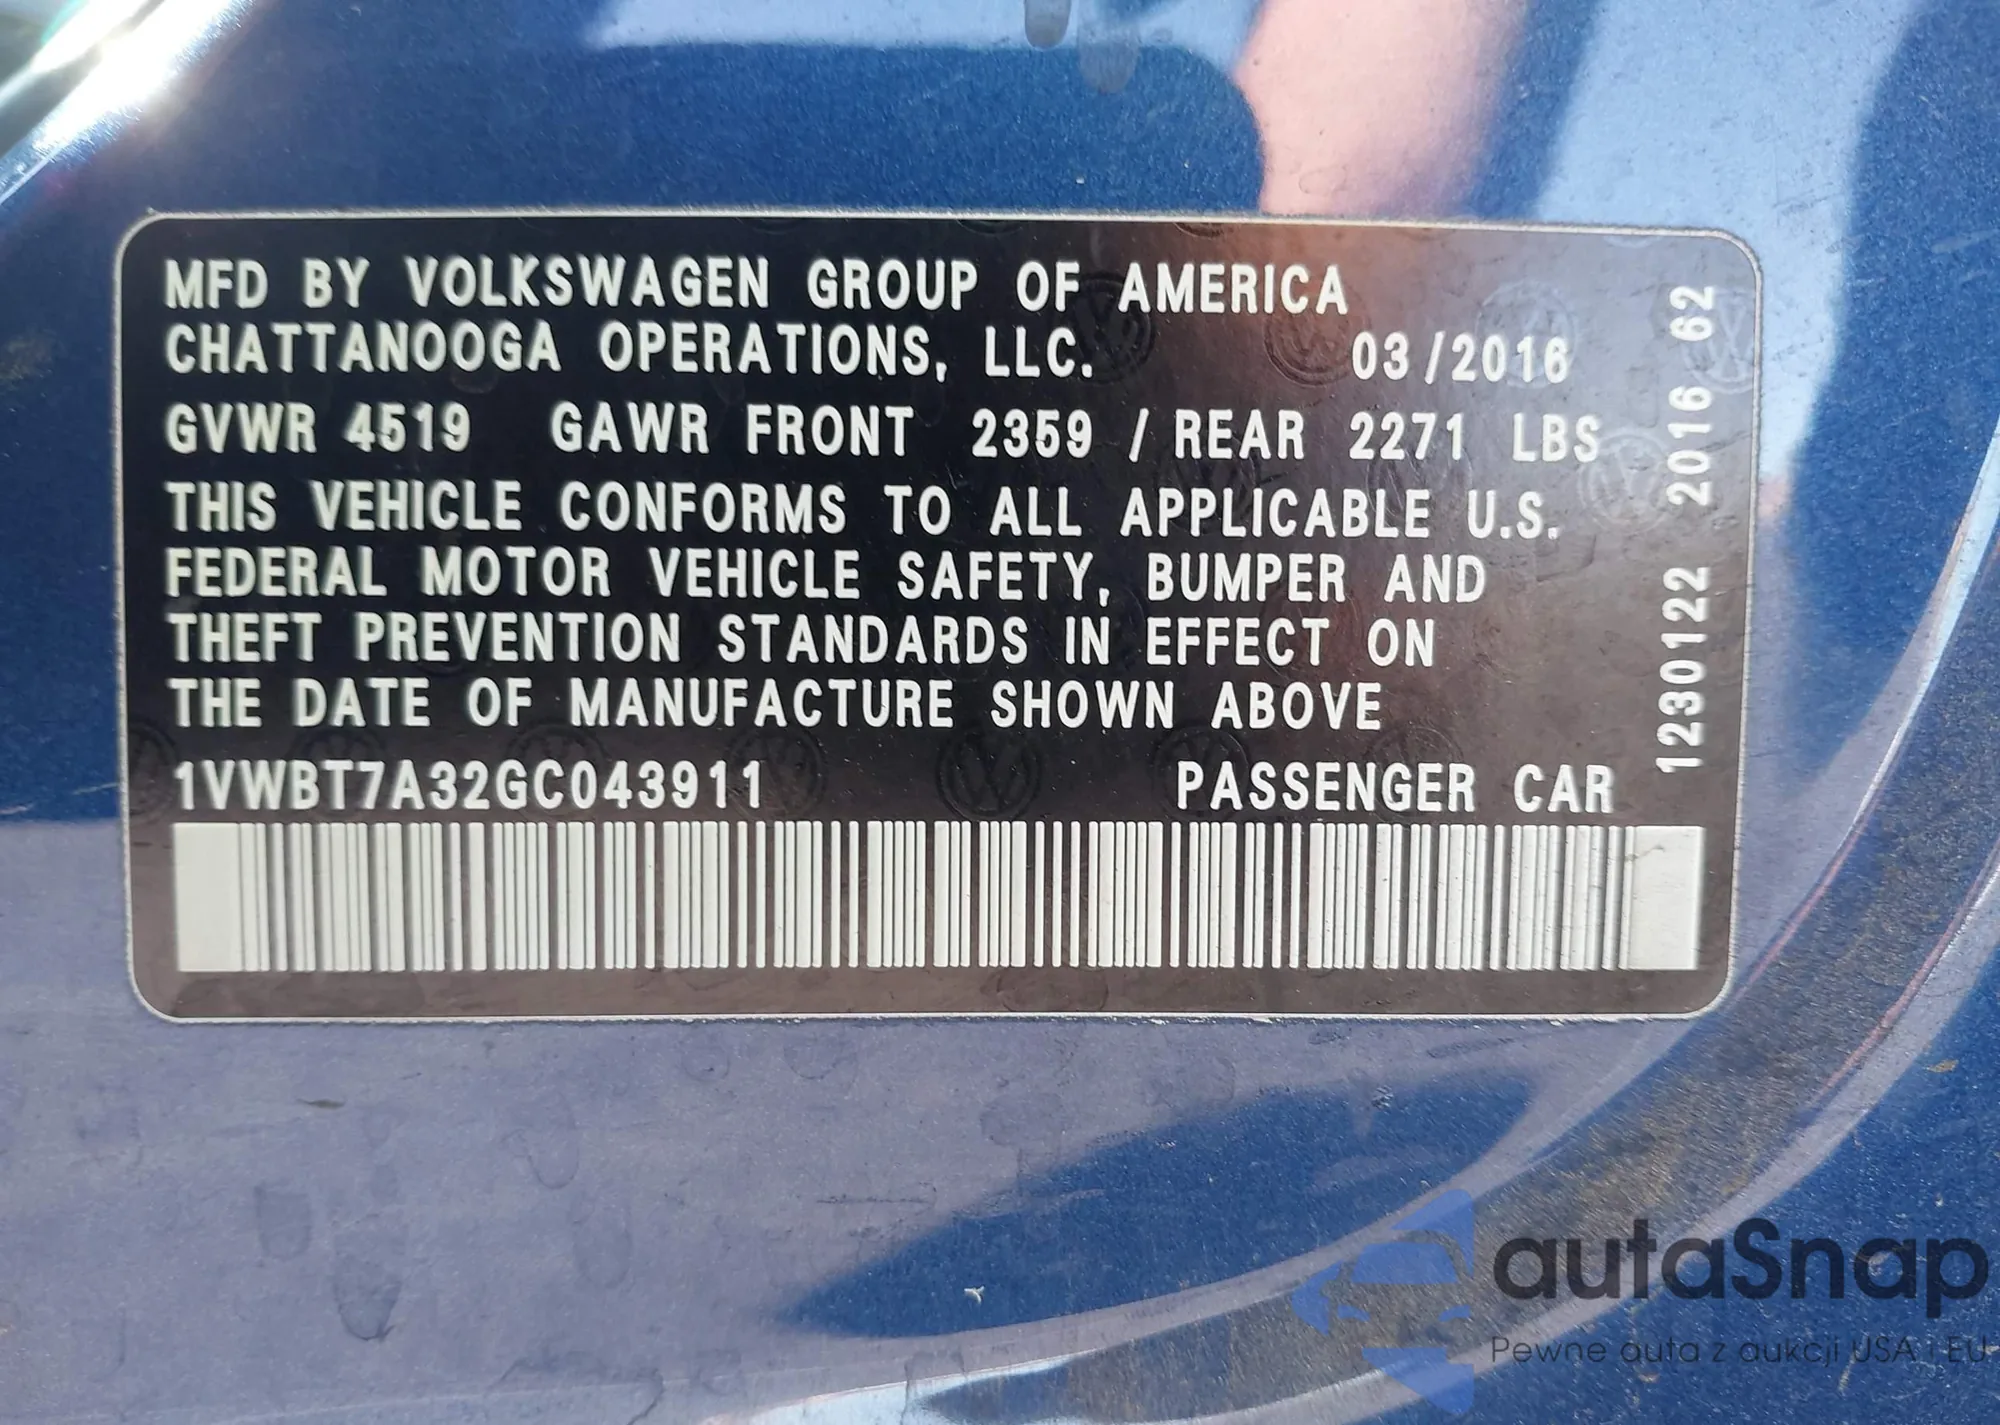 MFD BY VOLKSWAGEN GROUP OF AMERICA
CHATTANOOGA OPERATIONS, LLC. 03/2016
GVWR 4519 GAWR FRONT 2359 / REAR 2271 LBS
THIS VEHICLE CONFORMS TO ALL APPLICABLE U.S.
FEDERAL MOTOR VEHICLE SAFETY, BUMPER AND
THEFT PREVENTION STANDARDS IN EFFECT ON
THE DATE OF MANUFACTURE SHOWN ABOVE
1VWBT7A32GC043911 PASSENGER CAR
1230122 2016 62
autaSnap
Pewne auta z aukcji USA i EU